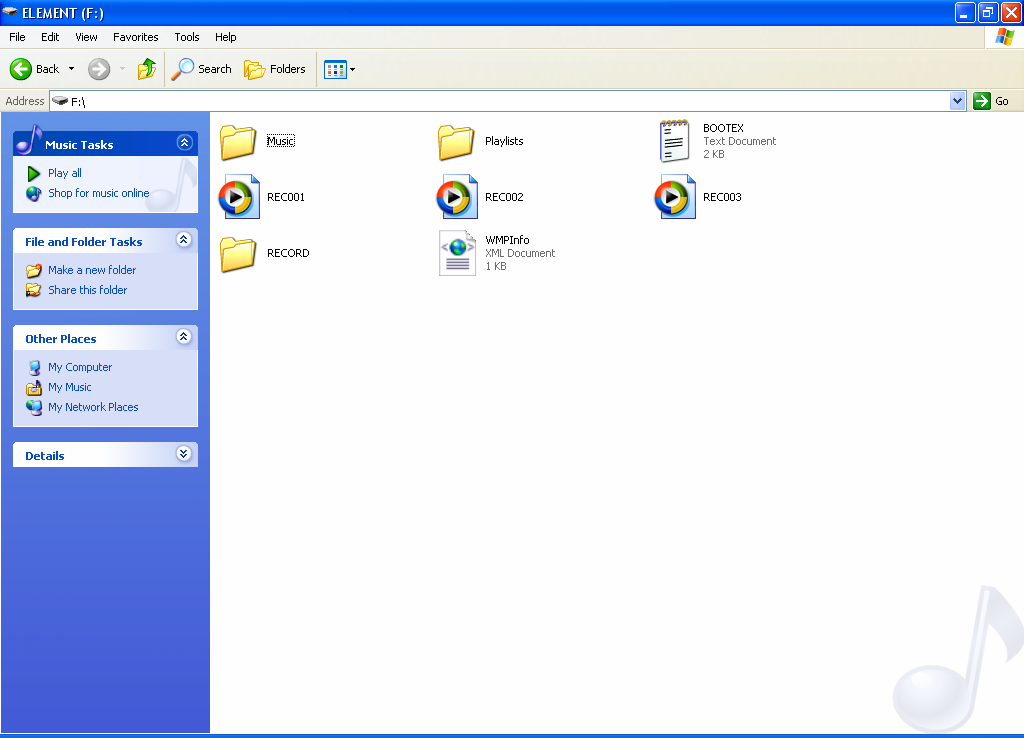 ELEMENT (F:)
File Edit View Favorites Tools Help
Back Search Folders
Address F:\ Go
Music Tasks
Play all
Shop for music online
File and Folder Tasks
Make a new folder
Share this folder
Other Places
My Computer
My Music
My Network Places
Details
Music
Playlists
BOOTEX
Text Document
2 KB
REC001
REC002
REC003
RECORD
WMPInfo
XML Document
1 KB